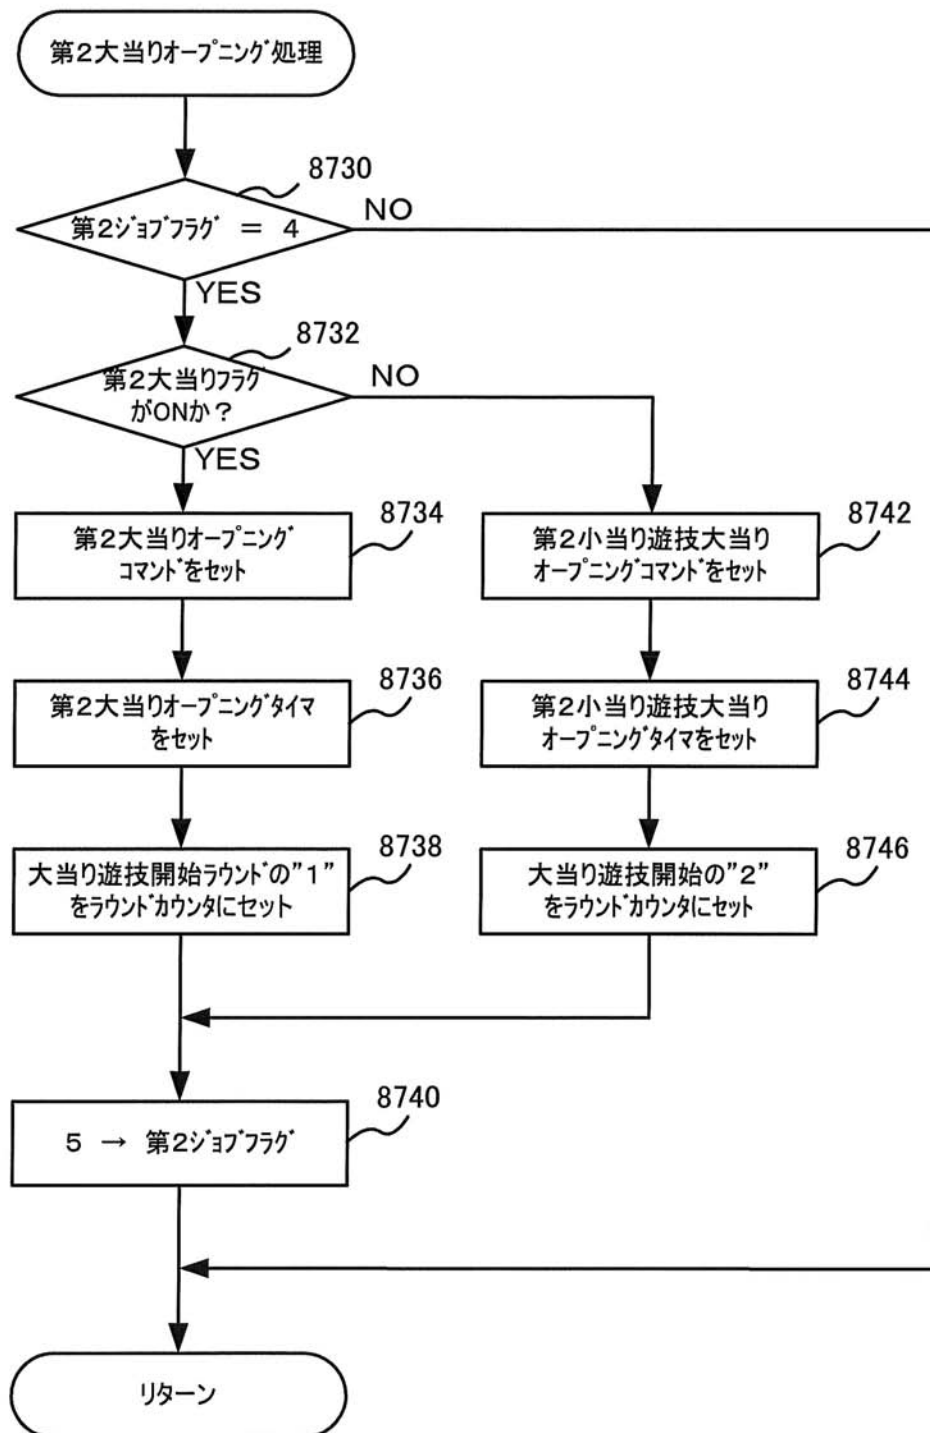 第2大当りｵｰﾌﾟﾆﾝｸﾞ処理
8730
第2ｼﾞｮﾌﾞﾌﾗｸﾞ ＝ 4
NO
YES
8732
第2大当りﾌﾗｸﾞ
がONか？
NO
YES
8734
第2大当りｵｰﾌﾟﾆﾝｸﾞ
ｺﾏﾝﾄﾞをセット
8742
第2小当り遊技大当り
ｵｰﾌﾟﾆﾝｸﾞｺﾏﾝﾄﾞをセット
8736
第2大当りｵｰﾌﾟﾆﾝｸﾞﾀｲﾏ
をセット
8744
第2小当り遊技大当り
ｵｰﾌﾟﾆﾝｸﾞﾀｲﾏをセット
8738
大当り遊技開始ﾗｳﾝﾄﾞの”1”
をﾗｳﾝﾄﾞｶｳﾝﾀにセット
8746
大当り遊技開始の”2”
をﾗｳﾝﾄﾞｶｳﾝﾀにセット
8740
5 → 第2ｼﾞｮﾌﾞﾌﾗｸﾞ
ﾘﾀｰﾝ